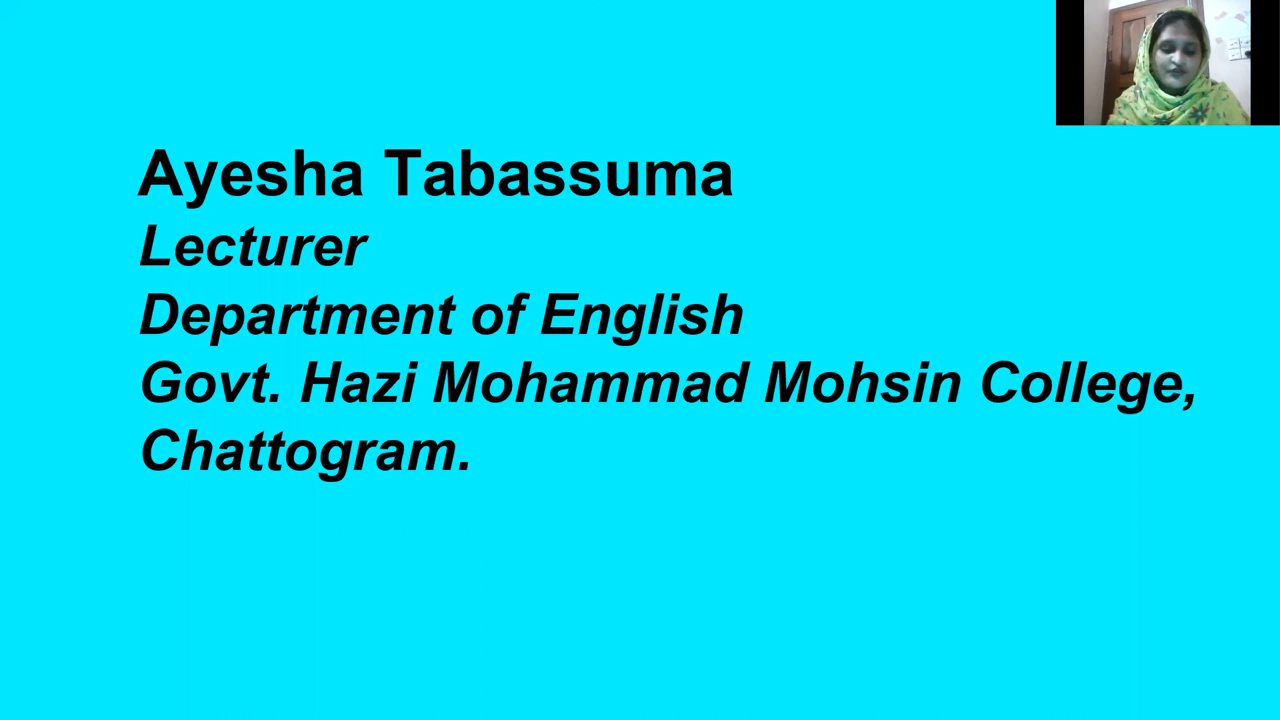 Ayesha Tabassuma
Lecturer
Department of English
Govt. Hazi Mohammad Mohsin College,
Chattogram.